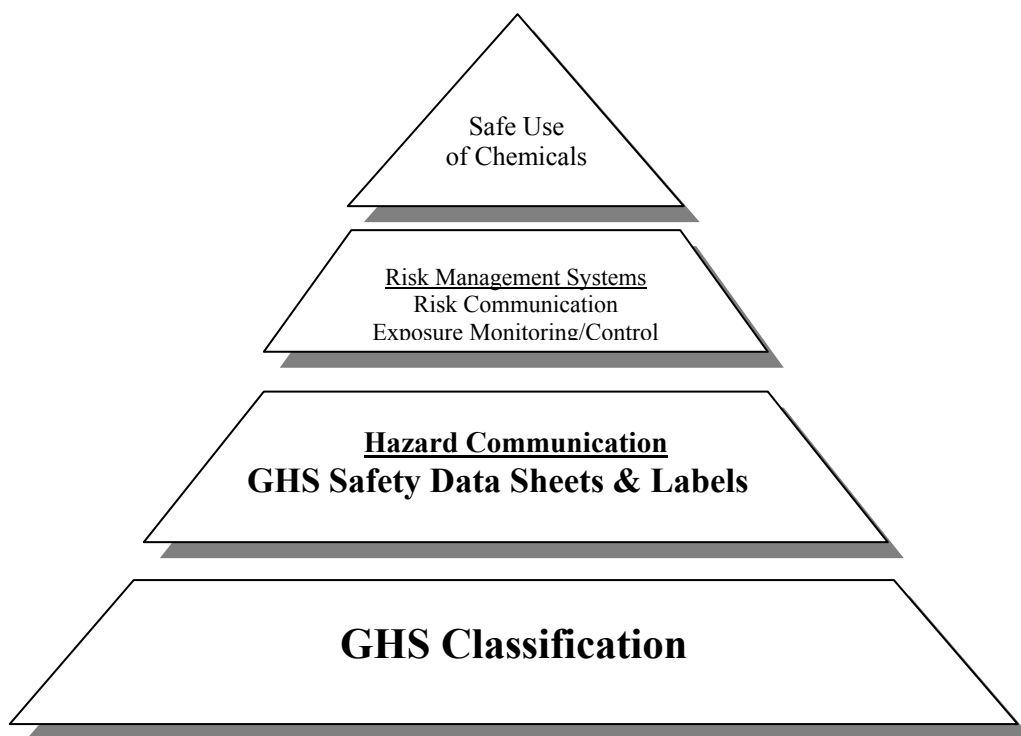 Safe Use
of Chemicals
Risk Management Systems
Risk Communication
Exposure Monitoring/Control
Hazard Communication
GHS Safety Data Sheets & Labels
GHS Classification